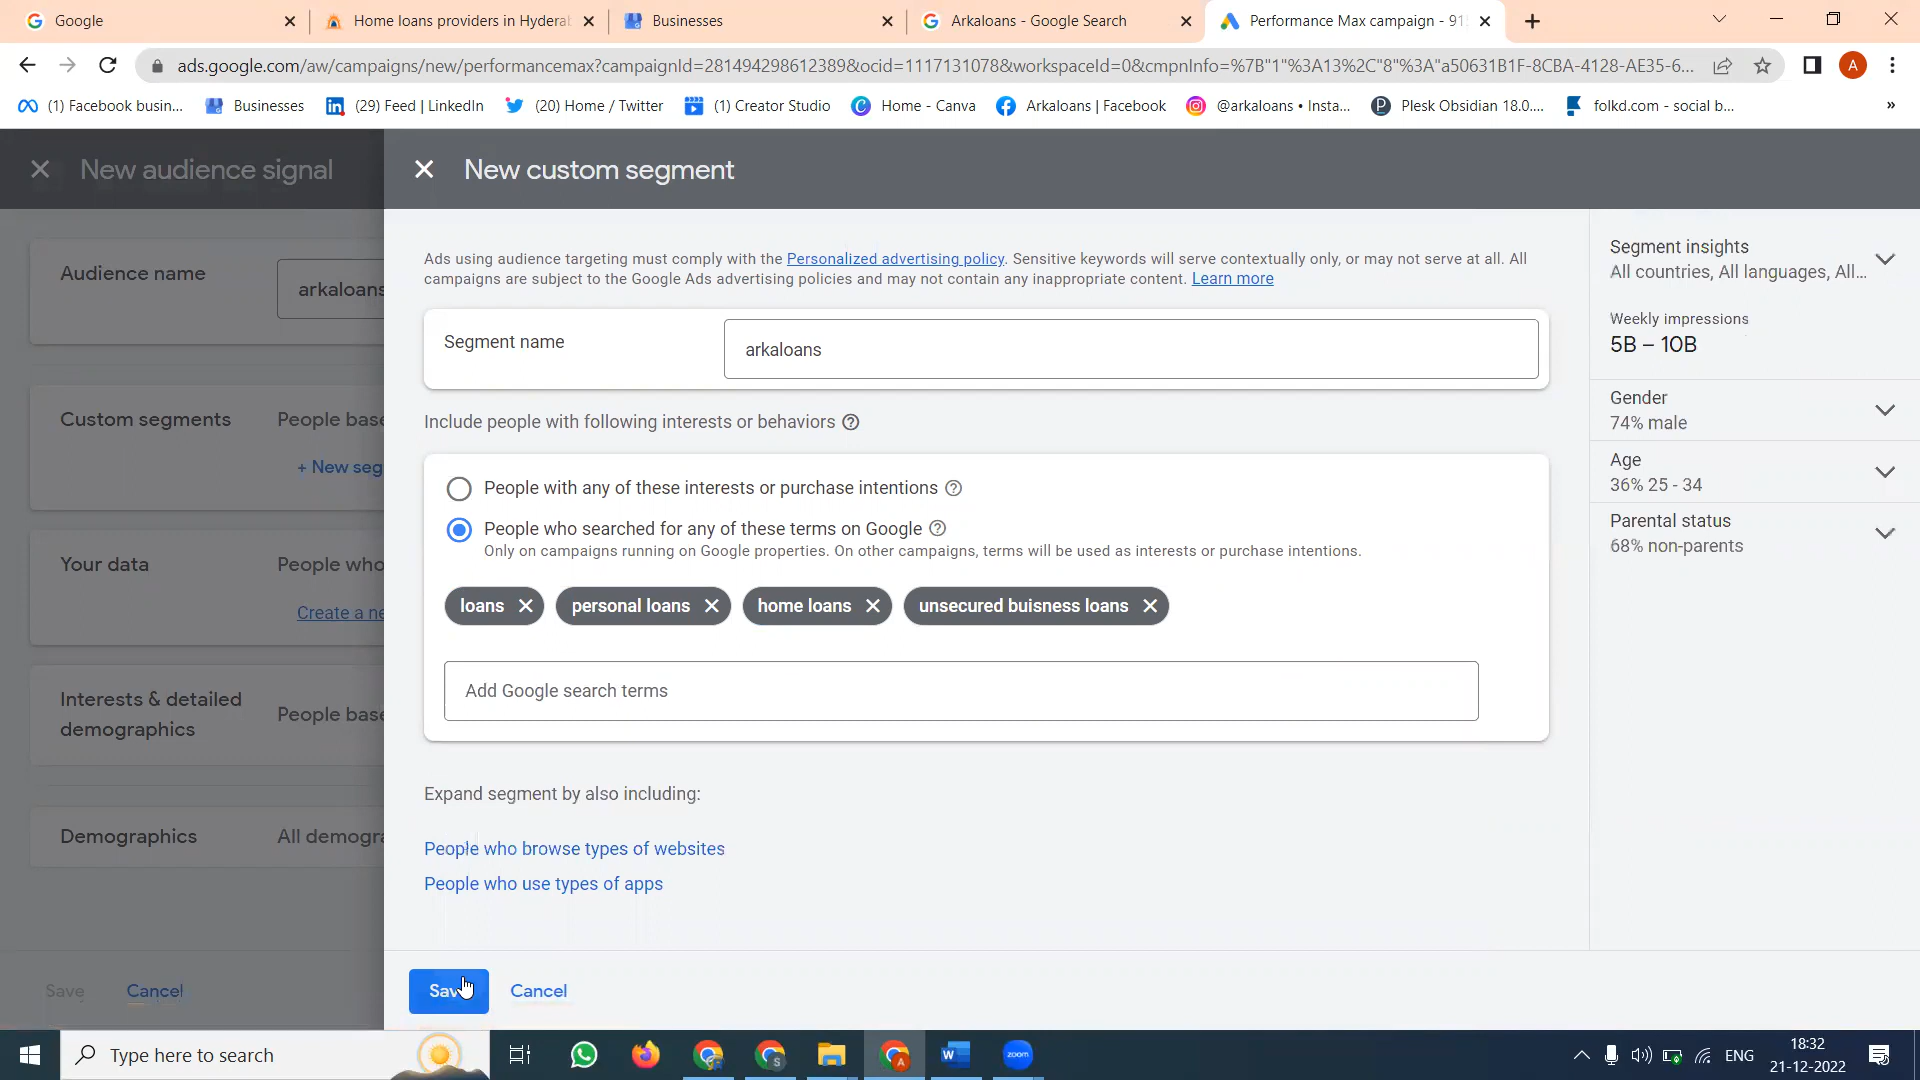 Google
Home loans providers in Hyderab
Businesses
Arkaloans - Google Search
Performance Max campaign - 91
ads.google.com/aw/campaigns/new/performancemax?campaignId=281494298612389&ocid=1117131078&workspaceId=0&cmpnInfo=%7B"1"%3A13%2C"8"%3A"a50631B1F-8CBA-4128-AE35-6...
A
(1) Facebook busin...
Businesses
(29) Feed | LinkedIn
(20) Home / Twitter
(1) Creator Studio
Home - Canva
Arkaloans | Facebook
@arkaloans • Insta...
Plesk Obsidian 18.0....
folkd.com - social b...
»
New audience signal
New custom segment
Ads using audience targeting must comply with the Personalized advertising policy. Sensitive keywords will serve contextually only, or may not serve at all. All
campaigns are subject to the Google Ads advertising policies and may not contain any inappropriate content. Learn more
Audience name
arkaloans
Segment name
arkaloans
Include people with following interests or behaviors
Custom segments
People base
+ New seg
People with any of these interests or purchase intentions
People who searched for any of these terms on Google
Only on campaigns running on Google properties. On other campaigns, terms will be used as interests or purchase intentions.
Your data
People who
Create a ne
loans
personal loans
home loans
unsecured buisness loans
Add Google search terms
Interests & detailed
demographics
People base
Expand segment by also including:
People who browse types of websites
People who use types of apps
Demographics
All demogra
Segment insights
All countries, All languages, All...
Weekly impressions
5B – 10B
Gender
74% male
Age
36% 25 - 34
Parental status
68% non-parents
Save
Cancel
Save
Cancel
Type here to search
zoom
ENG
18:32
21-12-2022